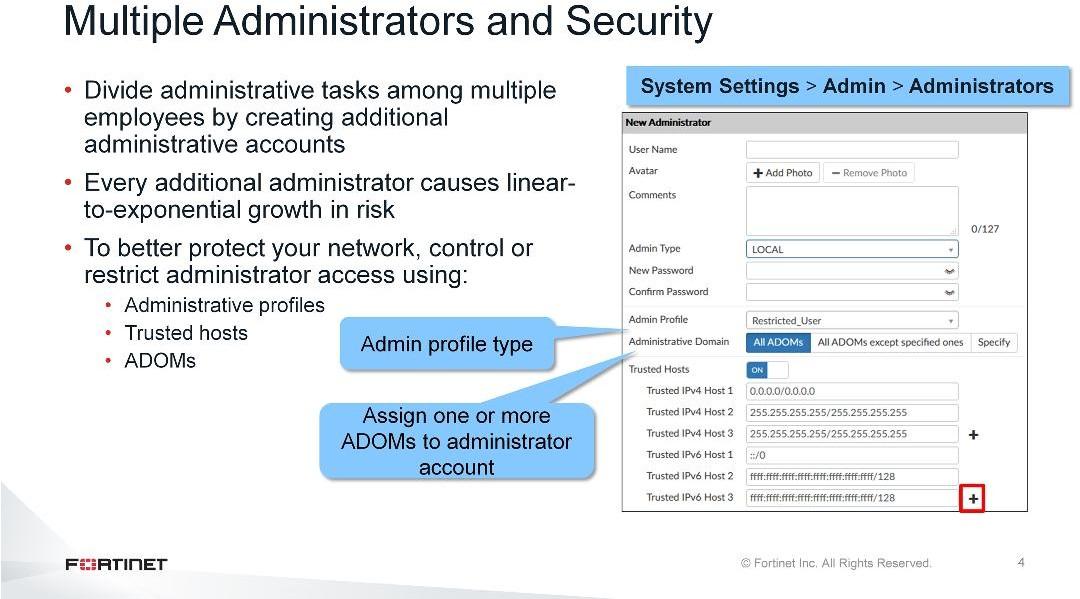 Multiple Administrators and Security
• Divide administrative tasks among multiple
employees by creating additional
administrative accounts
• Every additional administrator causes linear-
to-exponential growth in risk
• To better protect your network, control or
restrict administrator access using:
• Administrative profiles
• Trusted hosts
• ADOMs
Admin profile type
Assign one or more
ADOMs to administrator
account
System Settings > Admin > Administrators
New Administrator
User Name
Avatar
+ Add Photo
− Remove Photo
Comments
0/127
Admin Type
LOCAL
New Password
Confirm Password
Admin Profile
Restricted_User
Administrative Domain
All ADOMs
All ADOMs except specified ones
Specify
Trusted Hosts
ON
Trusted IPv4 Host 1
0.0.0.0/0.0.0.0
Trusted IPv4 Host 2
255.255.255.255/255.255.255.255
Trusted IPv4 Host 3
255.255.255.255/255.255.255.255
+
Trusted IPv6 Host 1
::/0
Trusted IPv6 Host 2
ffff:ffff:ffff:ffff:ffff:ffff:ffff:ffff/128
Trusted IPv6 Host 3
ffff:ffff:ffff:ffff:ffff:ffff:ffff:ffff/128
+
FORTINET
© Fortinet Inc. All Rights Reserved.
4